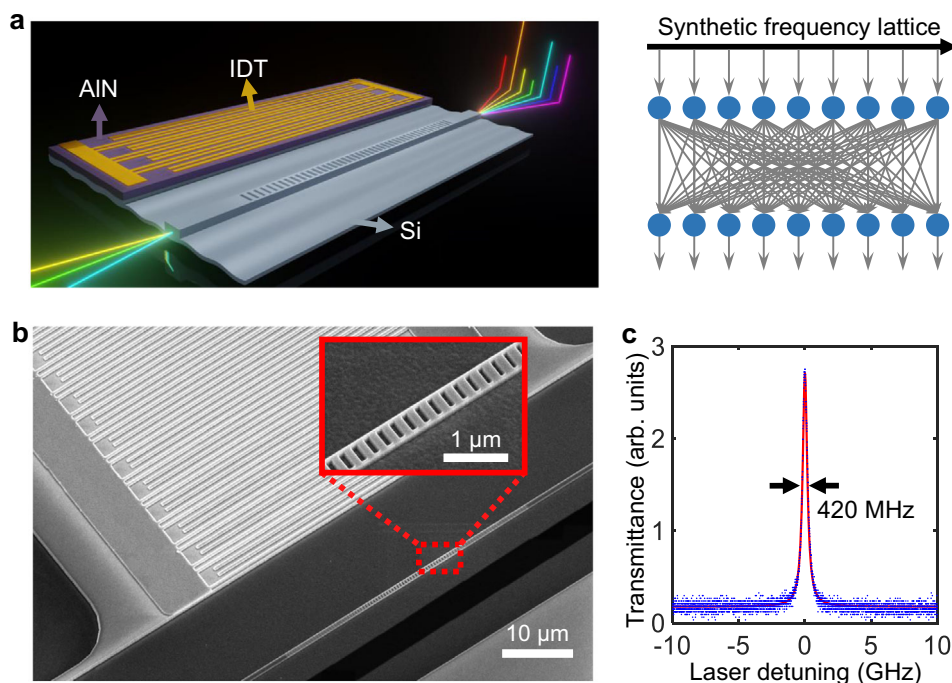 a
AlN
IDT
Si
Synthetic frequency lattice
b
1 µm
10 µm
c
Transmittance (arb. units)
3
2
1
0
420 MHz
-10 -5 0 5 10
Laser detuning (GHz)